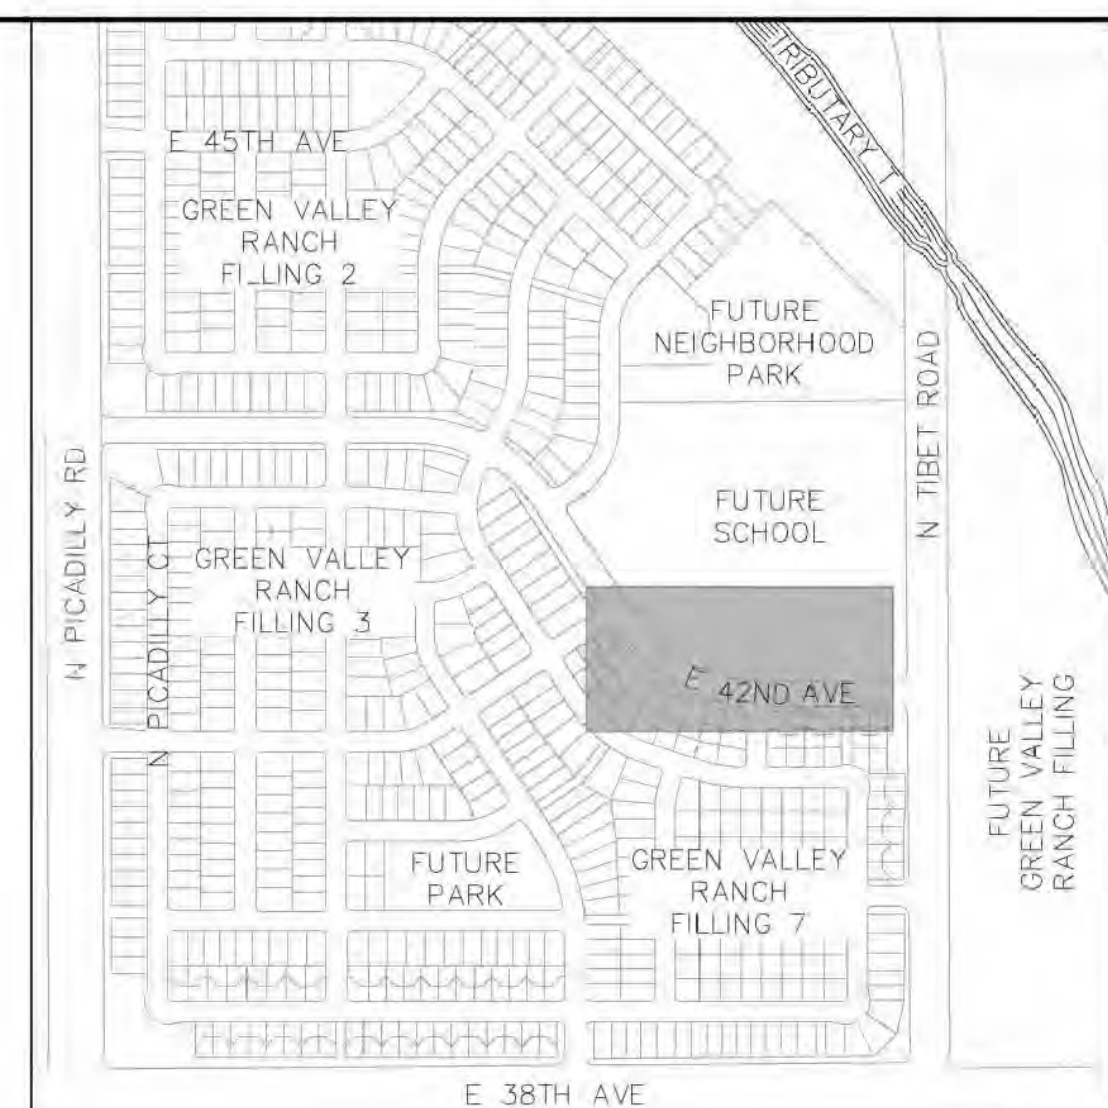 TRIBUTARY T
E 45TH AVE
GREEN VALLEY
RANCH
FILLING 2
FUTURE
NEIGHBORHOOD
PARK
N TIBET ROAD
N PICADILLY RD
FUTURE
SCHOOL
N PICADILLY CT
GREEN VALLEY
RANCH
FILLING 3
E 42ND AVE
FUTURE
GREEN VALLEY
RANCH FILLING
FUTURE
PARK
GREEN VALLEY
RANCH
FILLING 7
E 38TH AVE